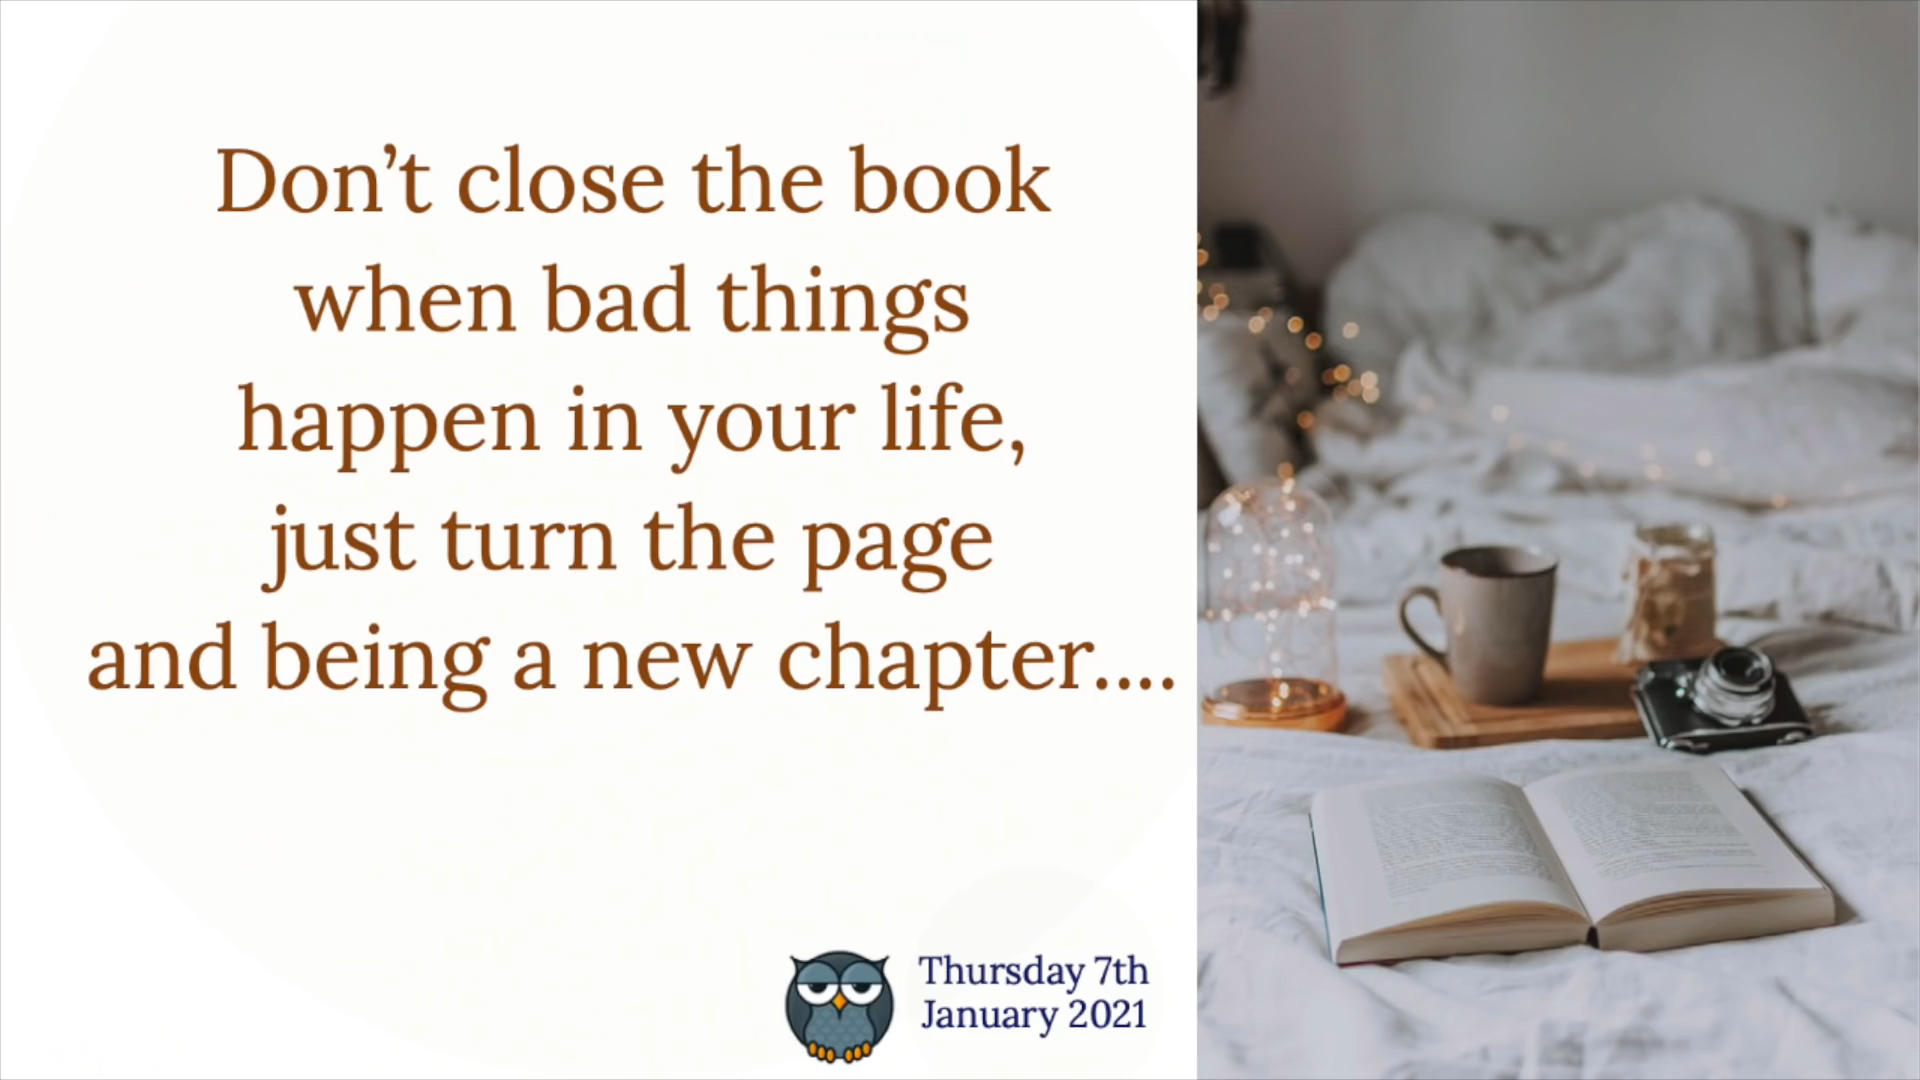 Don’t close the book
when bad things
happen in your life,
just turn the page
and being a new chapter....
Thursday 7th
January 2021